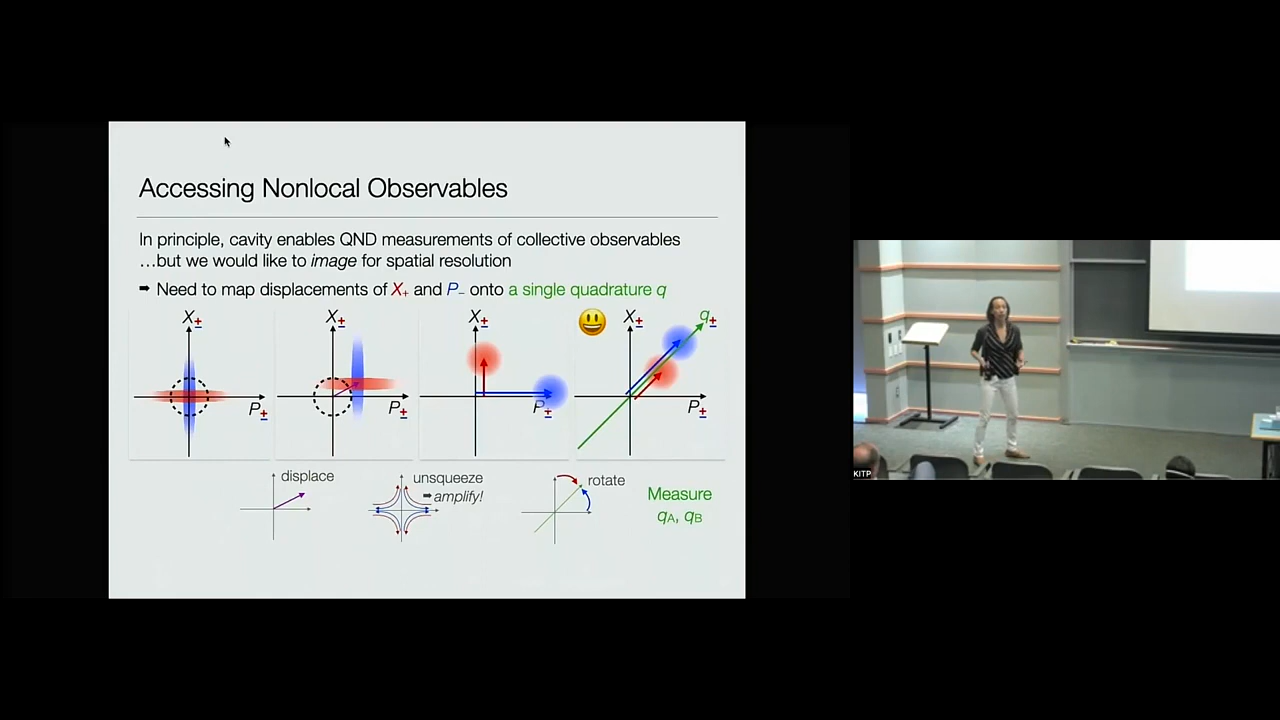 Accessing Nonlocal Observables
In principle, cavity enables QND measurements of collective observables
...but we would like to image for spatial resolution
➡ Need to map displacements of X₊ and P₋ onto a single quadrature q
X± X± X± X± q±
P± P± P± P±
displace unsqueeze rotate
➡ amplify!
Measure
qA, qB
KITP